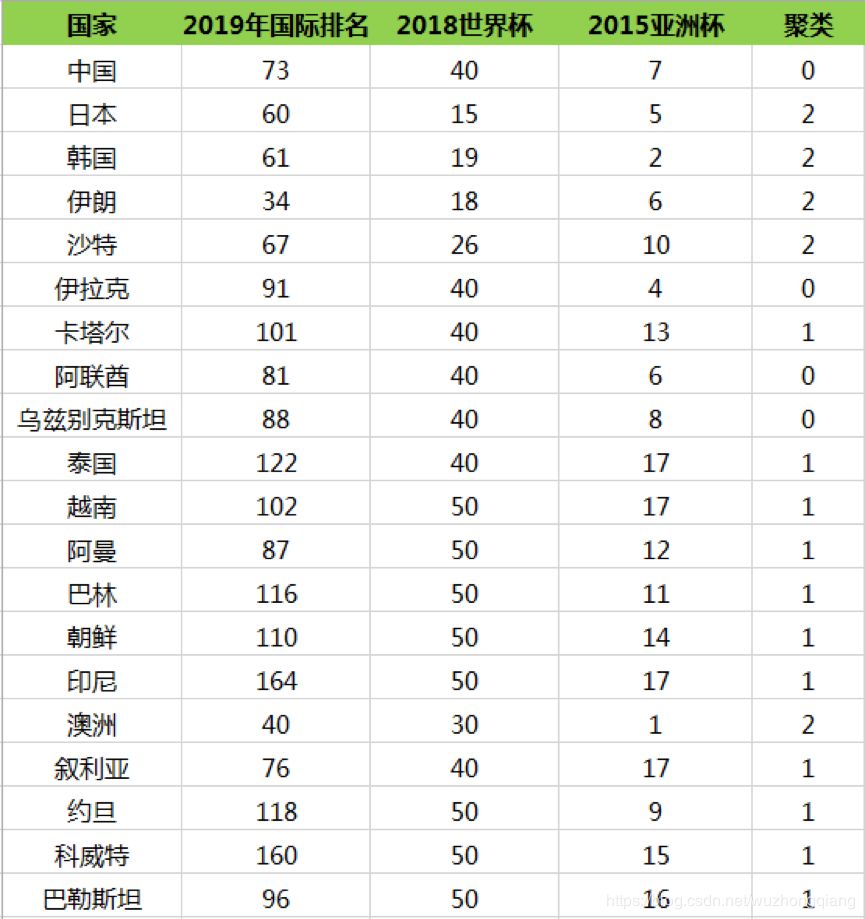 国家 2019年国际排名 2018世界杯 2015亚洲杯 聚类
中国 73 40 7 0
日本 60 15 5 2
韩国 61 19 2 2
伊朗 34 18 6 2
沙特 67 26 10 2
伊拉克 91 40 4 0
卡塔尔 101 40 13 1
阿联酋 81 40 6 0
乌兹别克斯坦 88 40 8 0
泰国 122 40 17 1
越南 102 50 17 1
阿曼 87 50 12 1
巴林 116 50 11 1
朝鲜 110 50 14 1
印尼 164 50 17 1
澳洲 40 30 1 2
叙利亚 76 40 17 1
约旦 118 50 9 1
科威特 160 50 15 1
巴勒斯坦 96 50 16 1
https://blog.csdn.net/wuzhongqiang